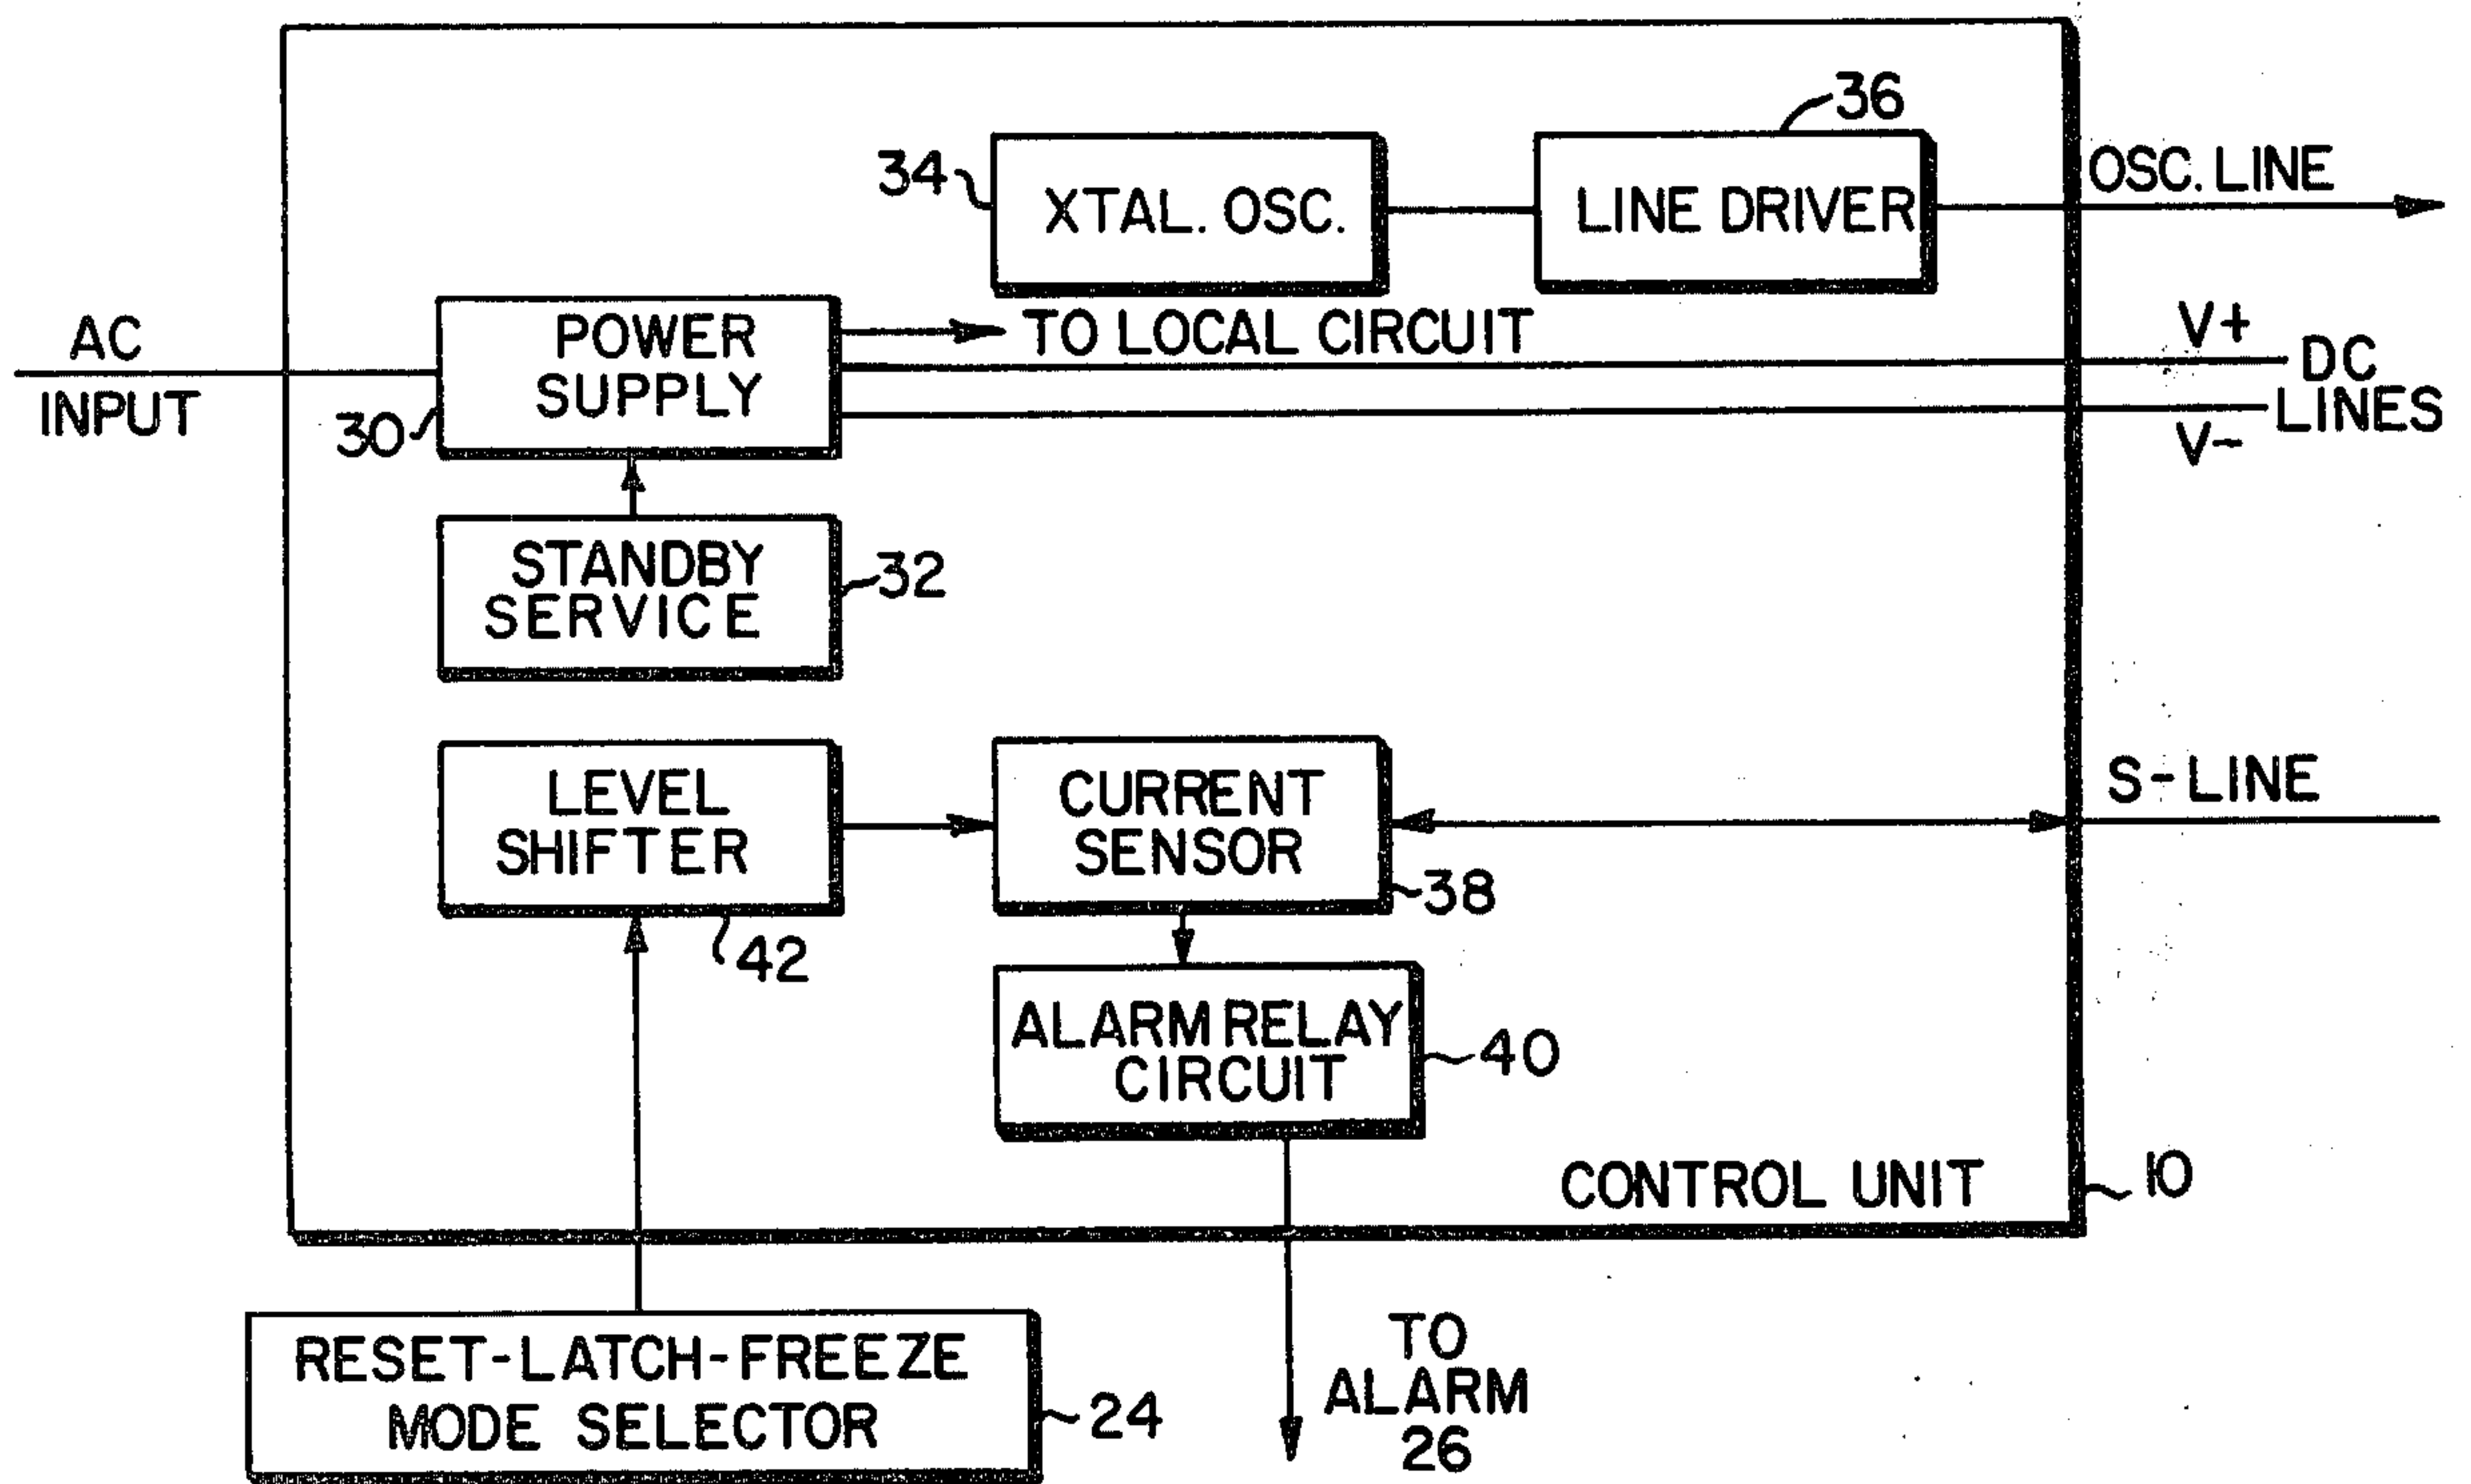 36
34
XTAL. OSC.
LINE DRIVER
OSC. LINE
AC
INPUT
POWER
SUPPLY
30
TO LOCAL CIRCUIT
V+
DC
LINES
V-
STANDBY
SERVICE
32
LEVEL
SHIFTER
42
CURRENT
SENSOR
38
S-LINE
ALARM RELAY
CIRCUIT
40
CONTROL UNIT
10
RESET-LATCH-FREEZE
MODE SELECTOR
24
TO
ALARM
26